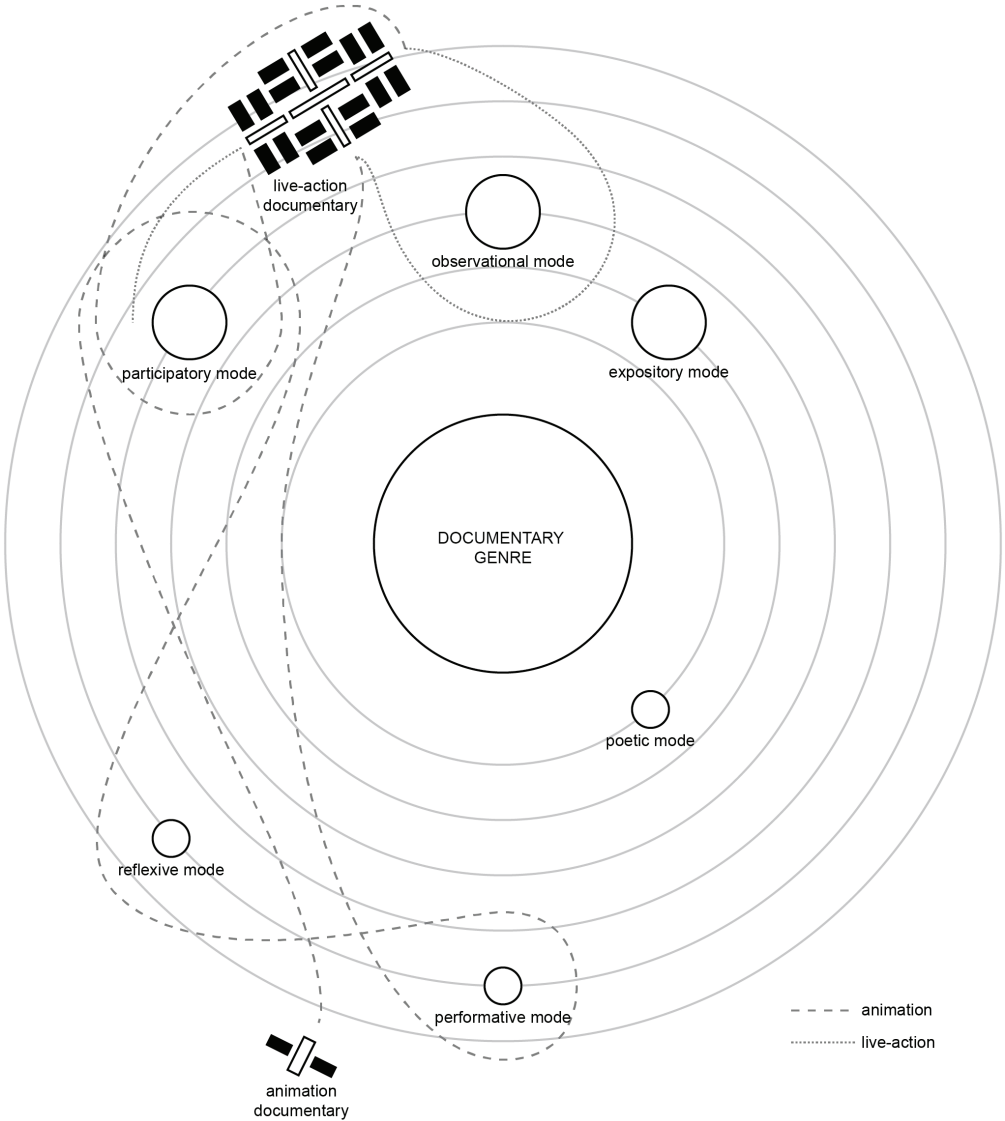 live-action
documentary
observational mode
participatory mode
expository mode
DOCUMENTARY
GENRE
poetic mode
reflexive mode
performative mode
animation
live-action
animation
documentary